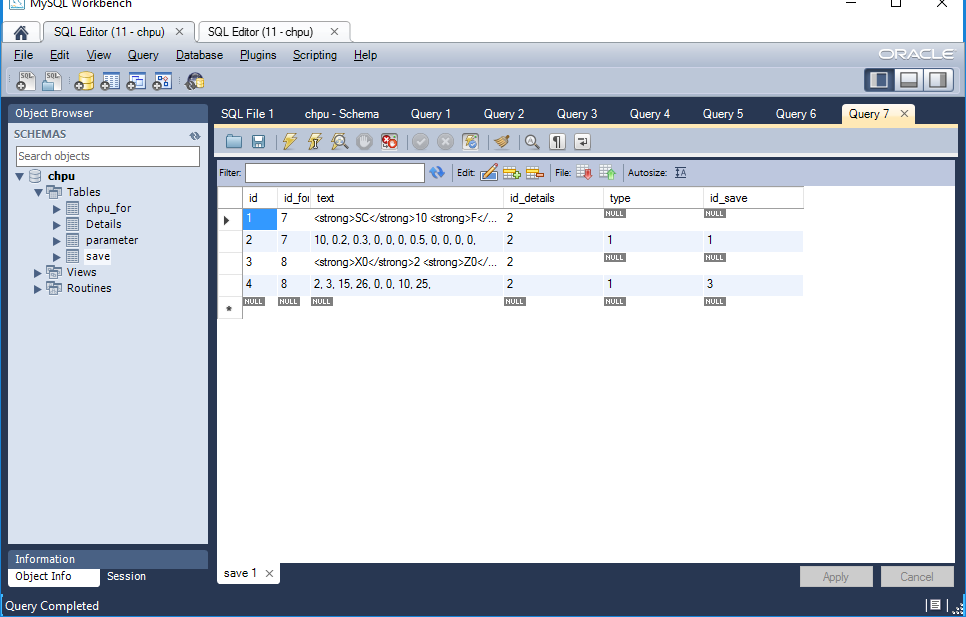 MySQL Workbench
SQL Editor (11 - chpu) SQL Editor (11 - chpu)
File Edit View Query Database Plugins Scripting Help ORACLE
SQL SQL
Object Browser SQL File 1 chpu - Schema Query 1 Query 2 Query 3 Query 4 Query 5 Query 6 Query 7
SCHEMAS
Search objects
Filter: Edit: File: Autosize:
chpu
Tables
chpu_for
Details
parameter
save
Views
Routines
id id_for text id_details type id_save
1 7 <strong>SC</strong>10 <strong>F</... 2 NULL NULL
2 7 10, 0.2, 0.3, 0, 0, 0, 0.5, 0, 0, 0, 0, 2 1 1
3 8 <strong>X0</strong>2 <strong>Z0</... 2 NULL NULL
4 8 2, 3, 15, 26, 0, 0, 10, 25, 2 1 3
* NULL NULL NULL NULL NULL NULL
Information
Object Info Session
save 1 Apply Cancel
Query Completed